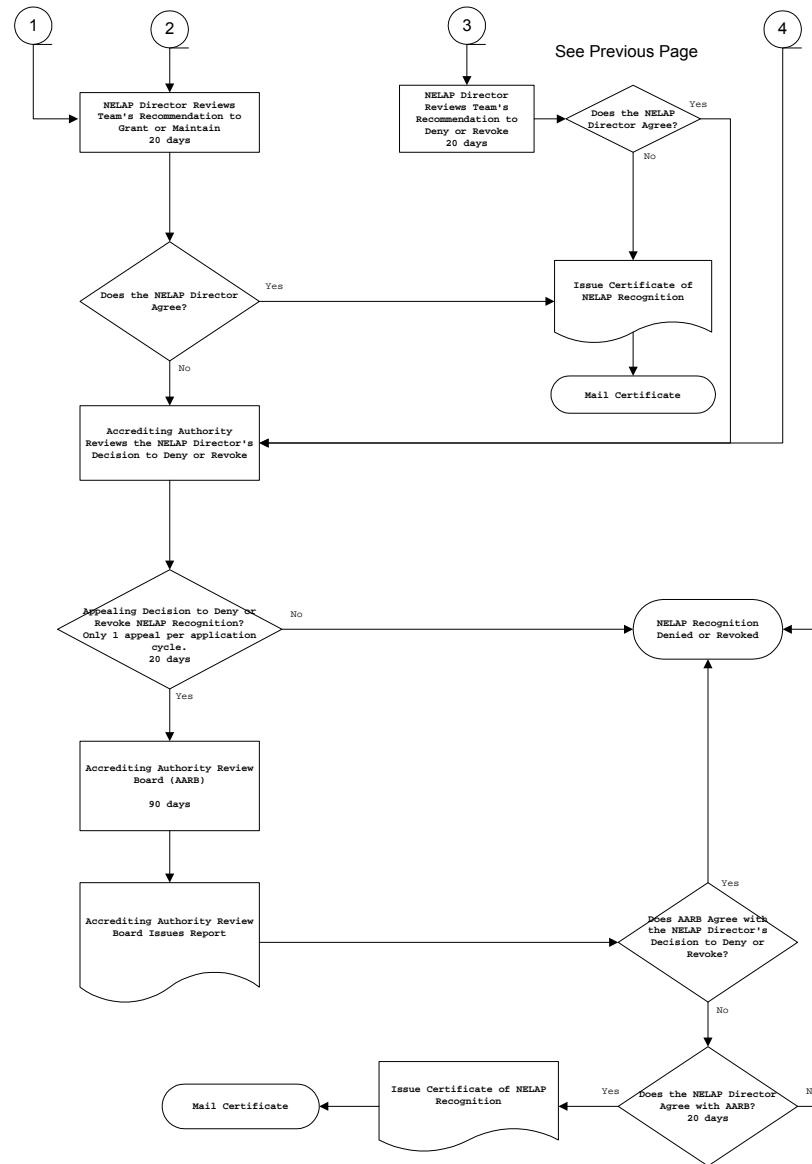 1
2
3
4
See Previous Page
NELAP Director Reviews
Team's Recommendation to
Grant or Maintain
20 days
NELAP Director
Reviews Team's
Recommendation to
Deny or Revoke
20 days
Does the NELAP
Director Agree?
Yes
No
Does the NELAP Director
Agree?
Yes
No
Issue Certificate of
NELAP Recognition
Mail Certificate
Accrediting Authority
Reviews the NELAP Director's
Decision to Deny or Revoke
Appealing Decision to Deny or
Revoke NELAP Recognition?
Only 1 appeal per application
cycle.
20 days
No
Yes
NELAP Recognition
Denied or Revoked
Accrediting Authority Review
Board (AARB)
90 days
Accrediting Authority Review
Board Issues Report
Yes
Does AARB Agree with
the NELAP Director's
Decision to Deny or
Revoke?
No
Does the NELAP Director
Agree with AARB?
20 days
Yes
Issue Certificate of NELAP
Recognition
Mail Certificate